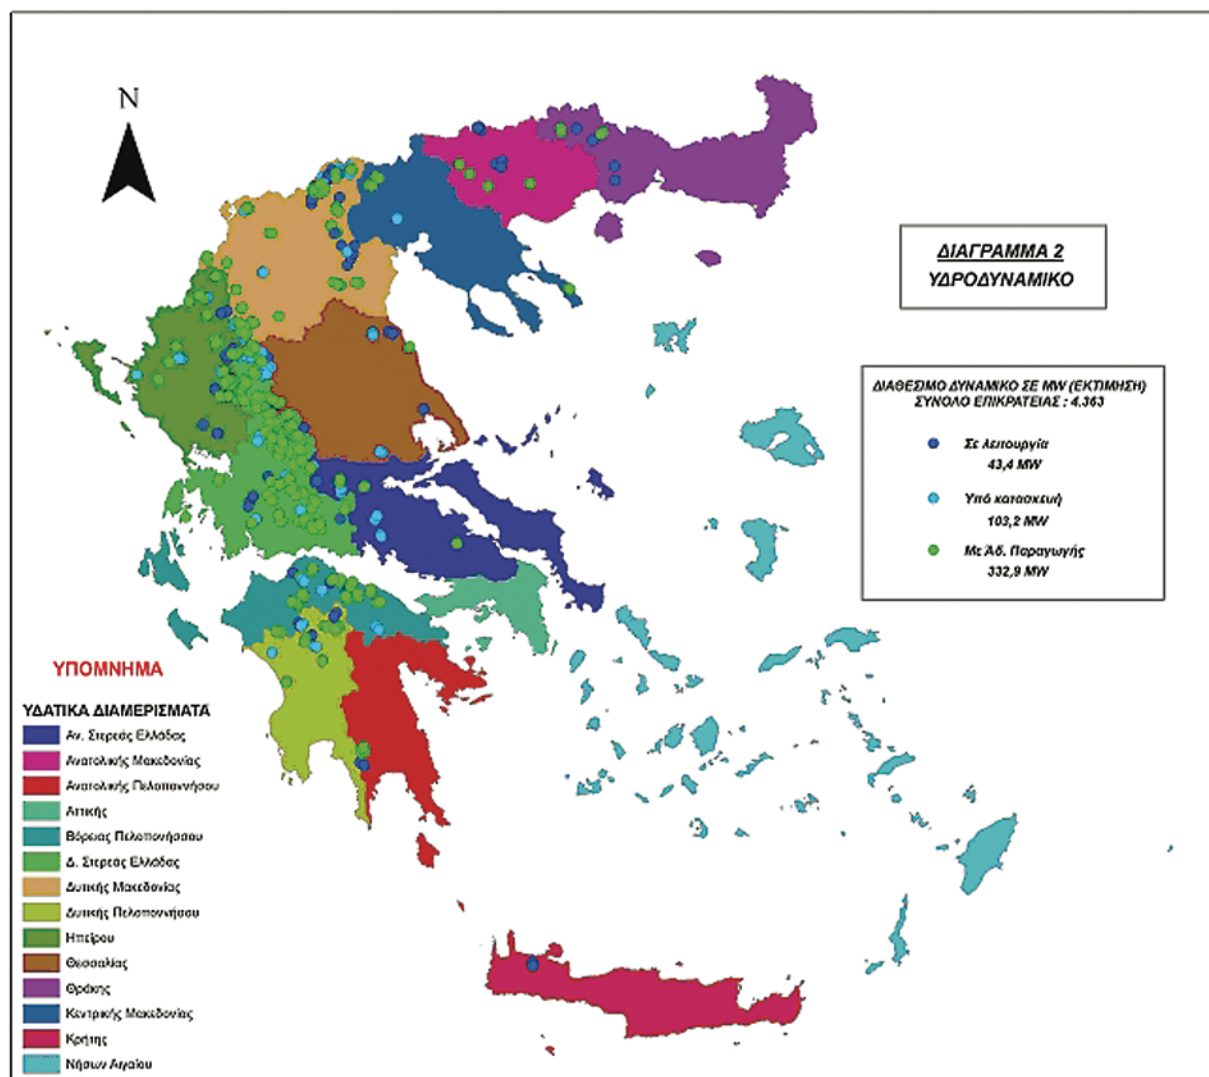 N
ΔΙΑΓΡΑΜΜΑ 2
ΥΔΡΟΔΥΝΑΜΙΚΟ
ΔΙΑΘΕΣΙΜΟ ΔΥΝΑΜΙΚΟ ΣΕ MW (ΕΚΤΙΜΗΣΗ)
ΣΥΝΟΛΟ ΕΠΙΚΡΑΤΕΙΑΣ : 4.363
Σε λειτουργία
43,4 MW
Υπό κατασκευή
103,2 MW
Με Άδ. Παραγωγής
332,9 MW
ΥΠΟΜΝΗΜΑ
ΥΔΑΤΙΚΑ ΔΙΑΜΕΡΙΣΜΑΤΑ
Αν. Στερεάς Ελλάδας
Ανατολικής Μακεδονίας
Ανατολικής Πελοποννήσου
Αττικής
Βόρειας Πελοπονήσσου
Δ. Στερεάς Ελλάδας
Δυτικής Μακεδονίας
Δυτικής Πελοποννήσου
Ηπείρου
Θεσσαλίας
Θράκης
Κεντρικής Μακεδονίας
Κρήτης
Νήσων Αιγαίου